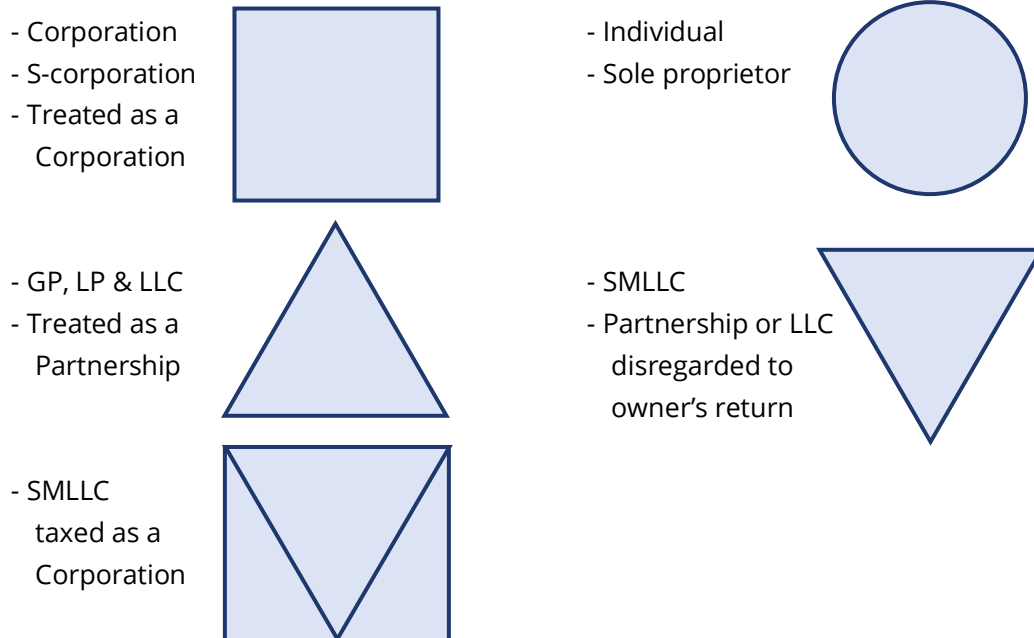 - Corporation
- S-corporation
- Treated as a
Corporation
- Individual
- Sole proprietor
- GP, LP & LLC
- Treated as a
Partnership
- SMLLC
- Partnership or LLC
disregarded to
owner’s return
- SMLLC
taxed as a
Corporation